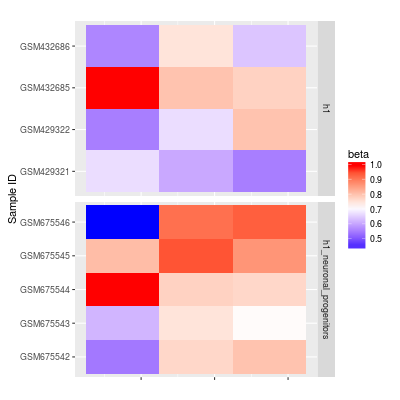 GSM432686
GSM432685
GSM429322
GSM429321
h1
Sample ID
GSM675546
GSM675545
GSM675544
GSM675543
GSM675542
h1_neuronal_progenitors
beta
1.0
0.9
0.8
0.7
0.6
0.5